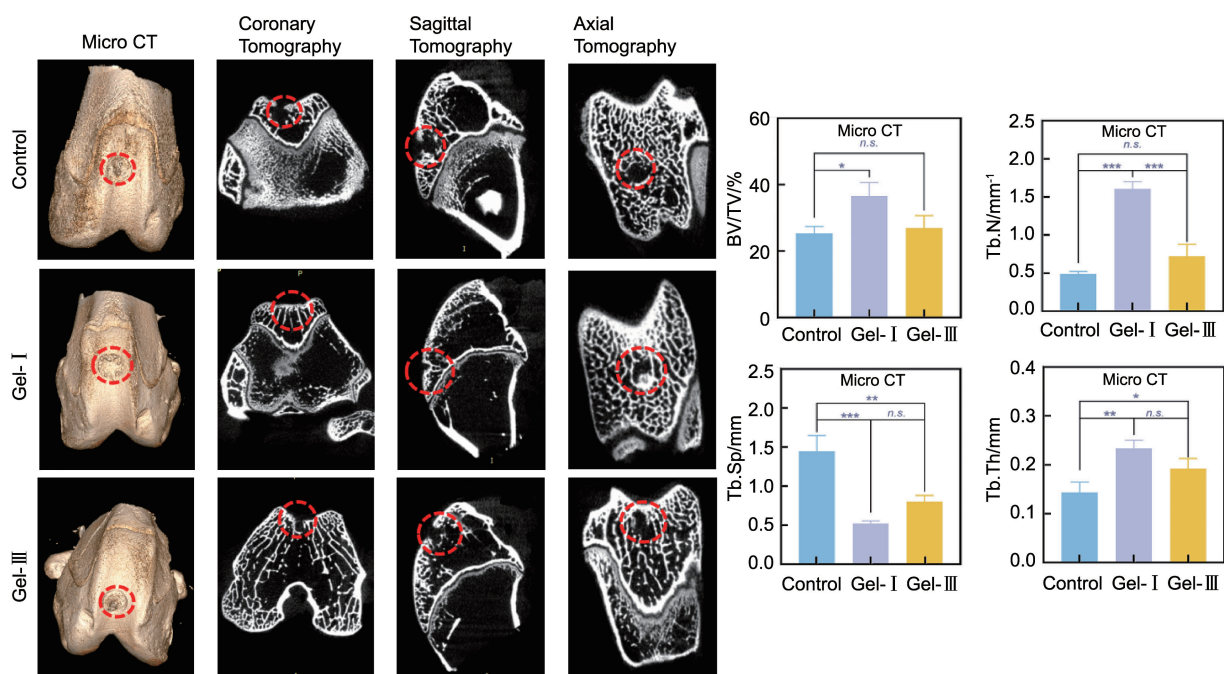 Micro CT
Coronary
Tomography
Sagittal
Tomography
Axial
Tomography
Control
Gel- I
Gel-III
P
I
I
BV/TV/%
60
40
20
0
Micro CT
n.s.
*
Control
Gel- I
Gel-III
Tb.N/mm⁻¹
2.5
2.0
1.5
1.0
0.5
0.0
Micro CT
n.s.
*** ***
Control
Gel- I
Gel-III
Tb.Sp/mm
2.0
1.5
1.0
0.5
0.0
Micro CT
**
*** n.s.
Control
Gel- I
Gel-III
Tb.Th/mm
0.4
0.3
0.2
0.1
0.0
Micro CT
*
** n.s.
Control
Gel- I
Gel-III